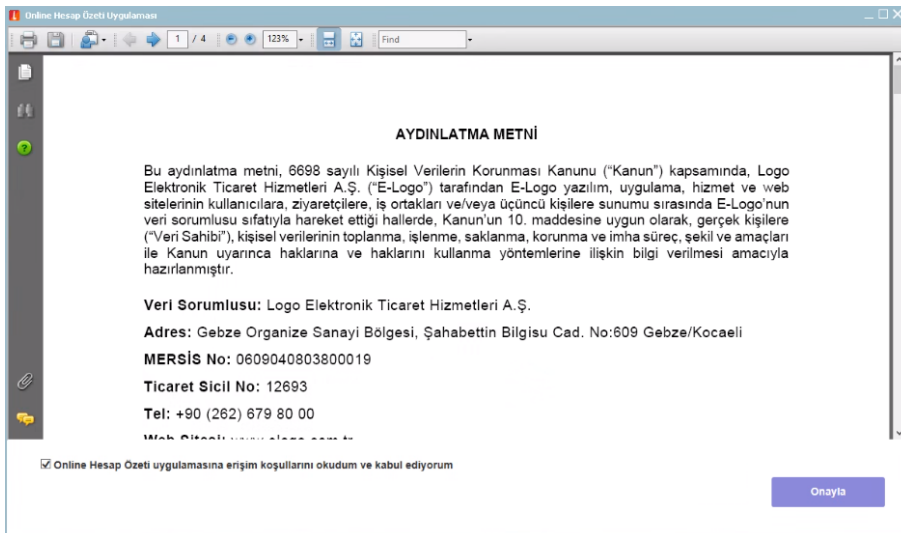 Online Hesap Özeti Uygulaması
1 / 4 123% Find
AYDINLATMA METNİ
Bu aydınlatma metni, 6698 sayılı Kişisel Verilerin Korunması Kanunu (“Kanun”) kapsamında, Logo
Elektronik Ticaret Hizmetleri A.Ş. (“E-Logo”) tarafından E-Logo yazılım, uygulama, hizmet ve web
sitelerinin kullanıcılara, ziyaretçilere, iş ortakları ve/veya üçüncü kişilere sunumu sırasında E-Logo’nun
veri sorumlusu sıfatıyla hareket ettiği hallerde, Kanun’un 10. maddesine uygun olarak, gerçek kişilere
(“Veri Sahibi”), kişisel verilerinin toplanma, işlenme, saklanma, korunma ve imha süreç, şekil ve amaçları
ile Kanun uyarınca haklarına ve haklarını kullanma yöntemlerine ilişkin bilgi verilmesi amacıyla
hazırlanmıştır.
Veri Sorumlusu: Logo Elektronik Ticaret Hizmetleri A.Ş.
Adres: Gebze Organize Sanayi Bölgesi, Şahabettin Bilgisu Cad. No:609 Gebze/Kocaeli
MERSİS No: 0609040803800019
Ticaret Sicil No: 12693
Tel: +90 (262) 679 80 00
Web Sitesi: www.elogo.com.tr
Online Hesap Özeti uygulamasına erişim koşullarını okudum ve kabul ediyorum
Onayla